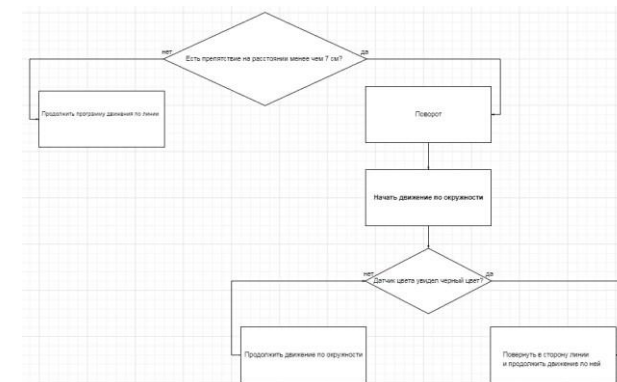 Есть препятствие на расстоянии менее чем 7 см?
нет
да
Продолжить программу движения по линии
Поворот
Начать движение по окружности
нет
да
Датчик цвета увидел черный цвет?
Продолжить движение по окружности
Повернуть в сторону линии
и продолжить движение по ней